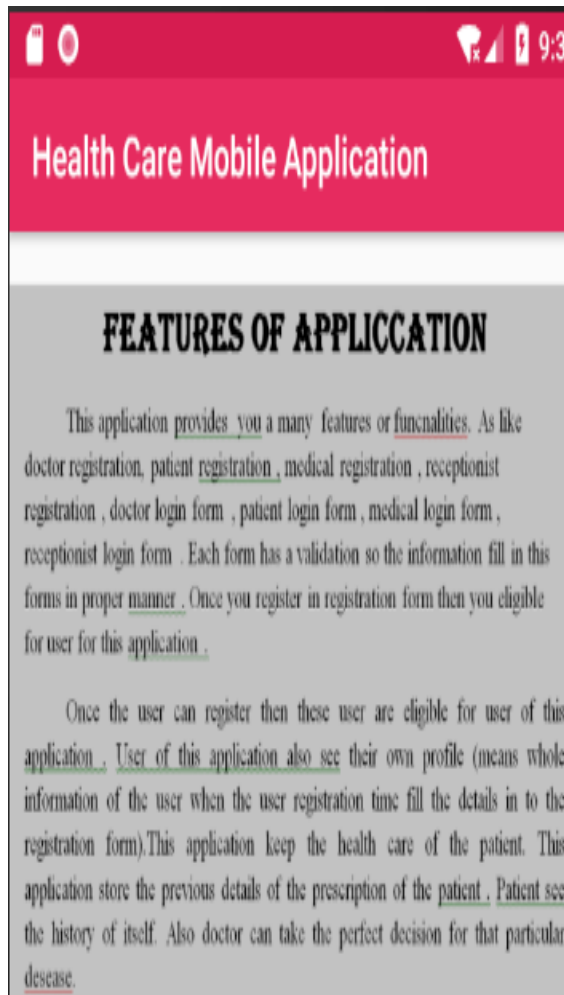 9:3
Health Care Mobile Application
FEATURES OF APPLICCATION
This application provides you a many features or funcnalities. As like
doctor registration, patient registration , medical registration , receptionist
registration , doctor login form , patient login form , medical login form ,
receptionist login form . Each form has a validation so the information fill in this
forms in proper manner . Once you register in registration form then you eligible
for user for this application .
Once the user can register then these user are eligible for user of this
application . User of this application also see their own profile (means whole
information of the user when the user registration time fill the details in to the
registration form).This application keep the health care of the patient. This
application store the previous details of the prescription of the patient . Patient see
the history of itself. Also doctor can take the perfect decision for that particular
desease.